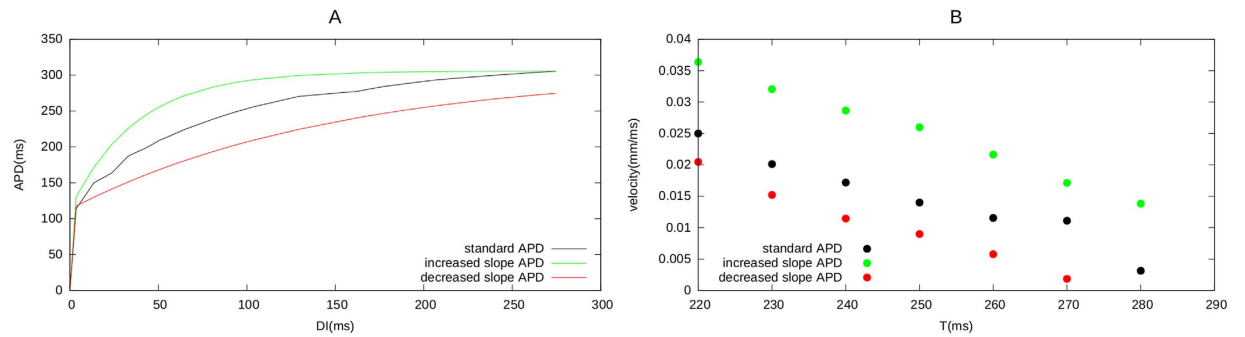 A
APD(ms)
350
300
250
200
150
100
50
0
standard APD
increased slope APD
decreased slope APD
0 50 100 150 200 250 300
DI(ms)
B
velocity(mm/ms)
0.04
0.035
0.03
0.025
0.02
0.015
0.01
0.005
0
standard APD
increased slope APD
decreased slope APD
220 230 240 250 260 270 280 290
T(ms)